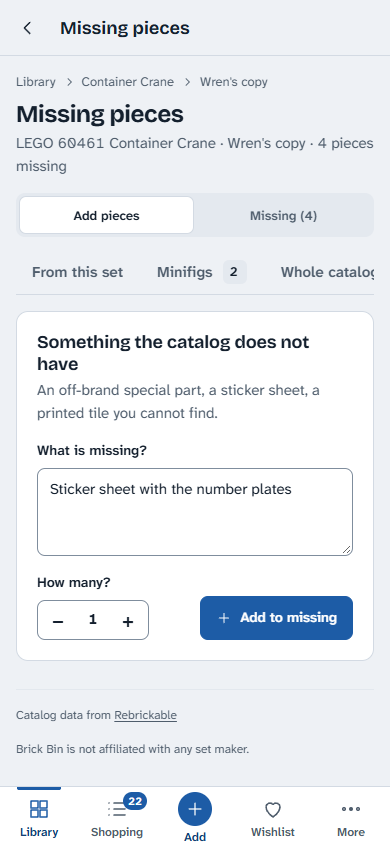 Missing pieces
Library > Container Crane > Wren's copy
Missing pieces
LEGO 60461 Container Crane · Wren's copy · 4 pieces
missing
Add pieces
Missing (4)
From this set
Minifigs 2
Whole catalog
Something the catalog does not
have
An off-brand special part, a sticker sheet, a
printed tile you cannot find.
What is missing?
Sticker sheet with the number plates
How many?
− 1 +
+ Add to missing
Catalog data from Rebrickable
Brick Bin is not affiliated with any set maker.
22
Library
Shopping
Add
Wishlist
More